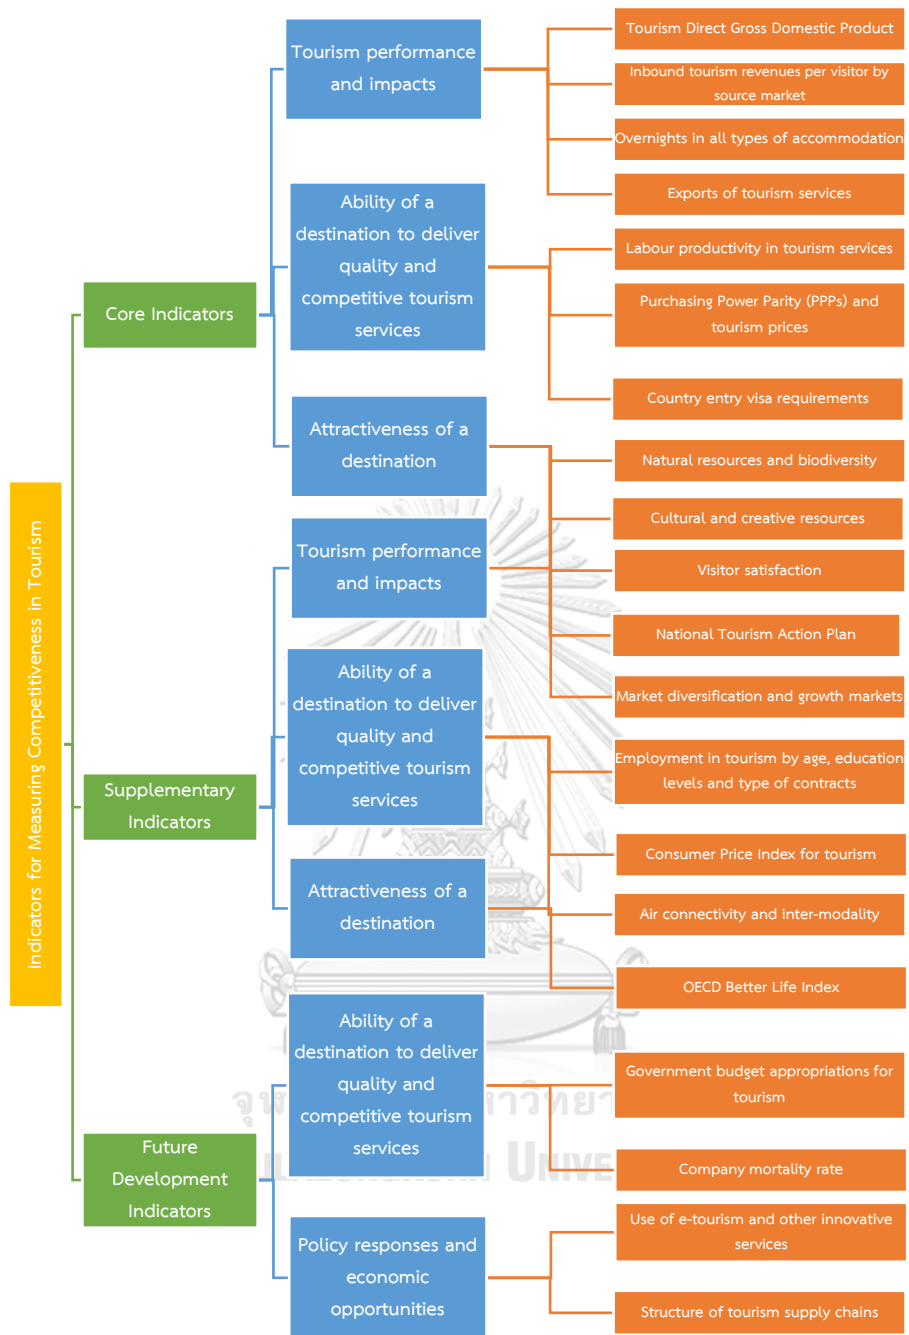 Indicators for Measuring Competitiveness in Tourism
Core Indicators
Tourism performance
and impacts
Tourism Direct Gross Domestic Product
Inbound tourism revenues per visitor by
source market
Overnights in all types of accommodation
Exports of tourism services
Ability of a
destination to deliver
quality and
competitive tourism
services
Labour productivity in tourism services
Purchasing Power Parity (PPPs) and
tourism prices
Country entry visa requirements
Attractiveness of a
destination
Natural resources and biodiversity
Cultural and creative resources
Visitor satisfaction
National Tourism Action Plan
Market diversification and growth markets
Supplementary
Indicators
Tourism performance
and impacts
Ability of a
destination to deliver
quality and
competitive tourism
services
Employment in tourism by age, education
levels and type of contracts
Consumer Price Index for tourism
Air connectivity and inter-modality
Attractiveness of a
destination
OECD Better Life Index
Future
Development
Indicators
Ability of a
destination to deliver
quality and
competitive tourism
services
Government budget appropriations for
tourism
Company mortality rate
Policy responses and
economic
opportunities
Use of e-tourism and other innovative
services
Structure of tourism supply chains